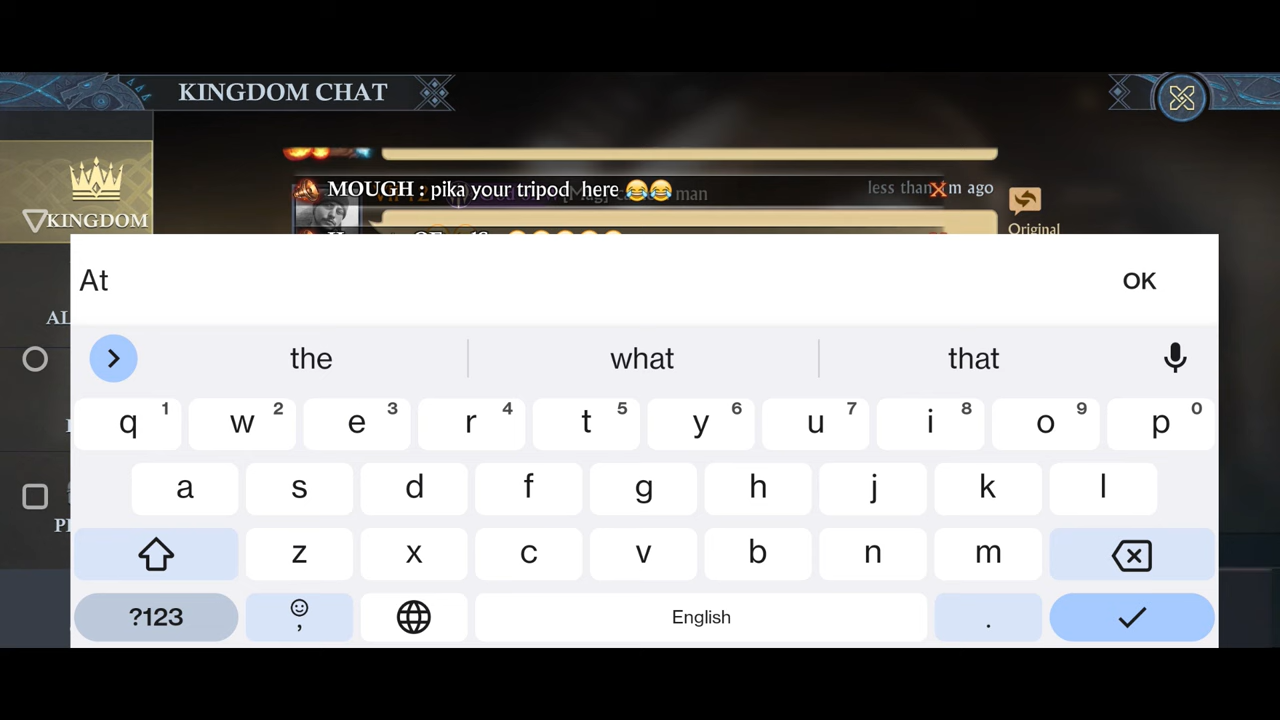 KINGDOM CHAT
MOUGH : pika your tripod here 😂😂
man
less than m ago
KINGDOM
Original
At
OK
the what that
q 1 w 2 e 3 r 4 t 5 y 6 u 7 i 8 o 9 p 0
a s d f g h j k l
z x c v b n m
?123 , English .